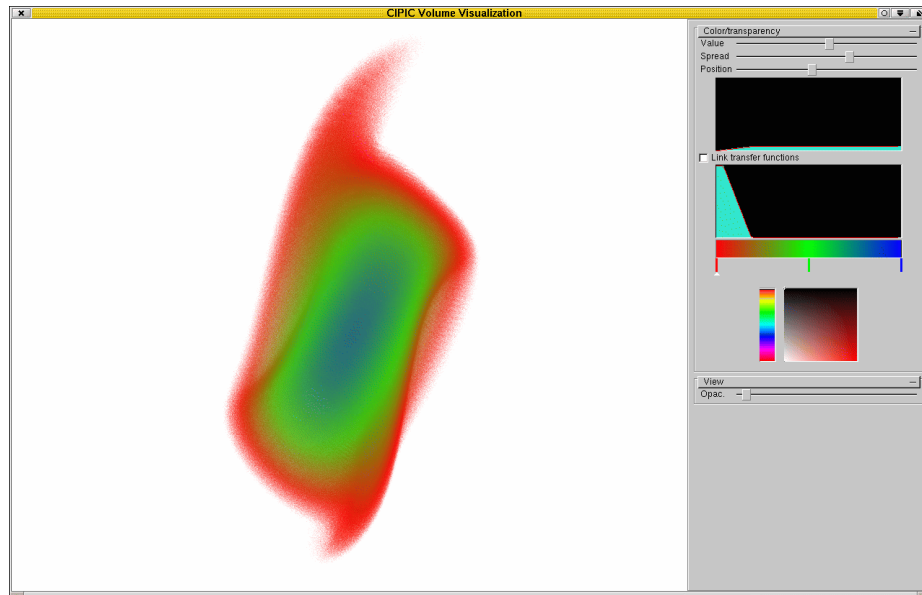 CIPIC Volume Visualization
Color/transparency
Value
Spread
Position
Link transfer functions
View
Opac.